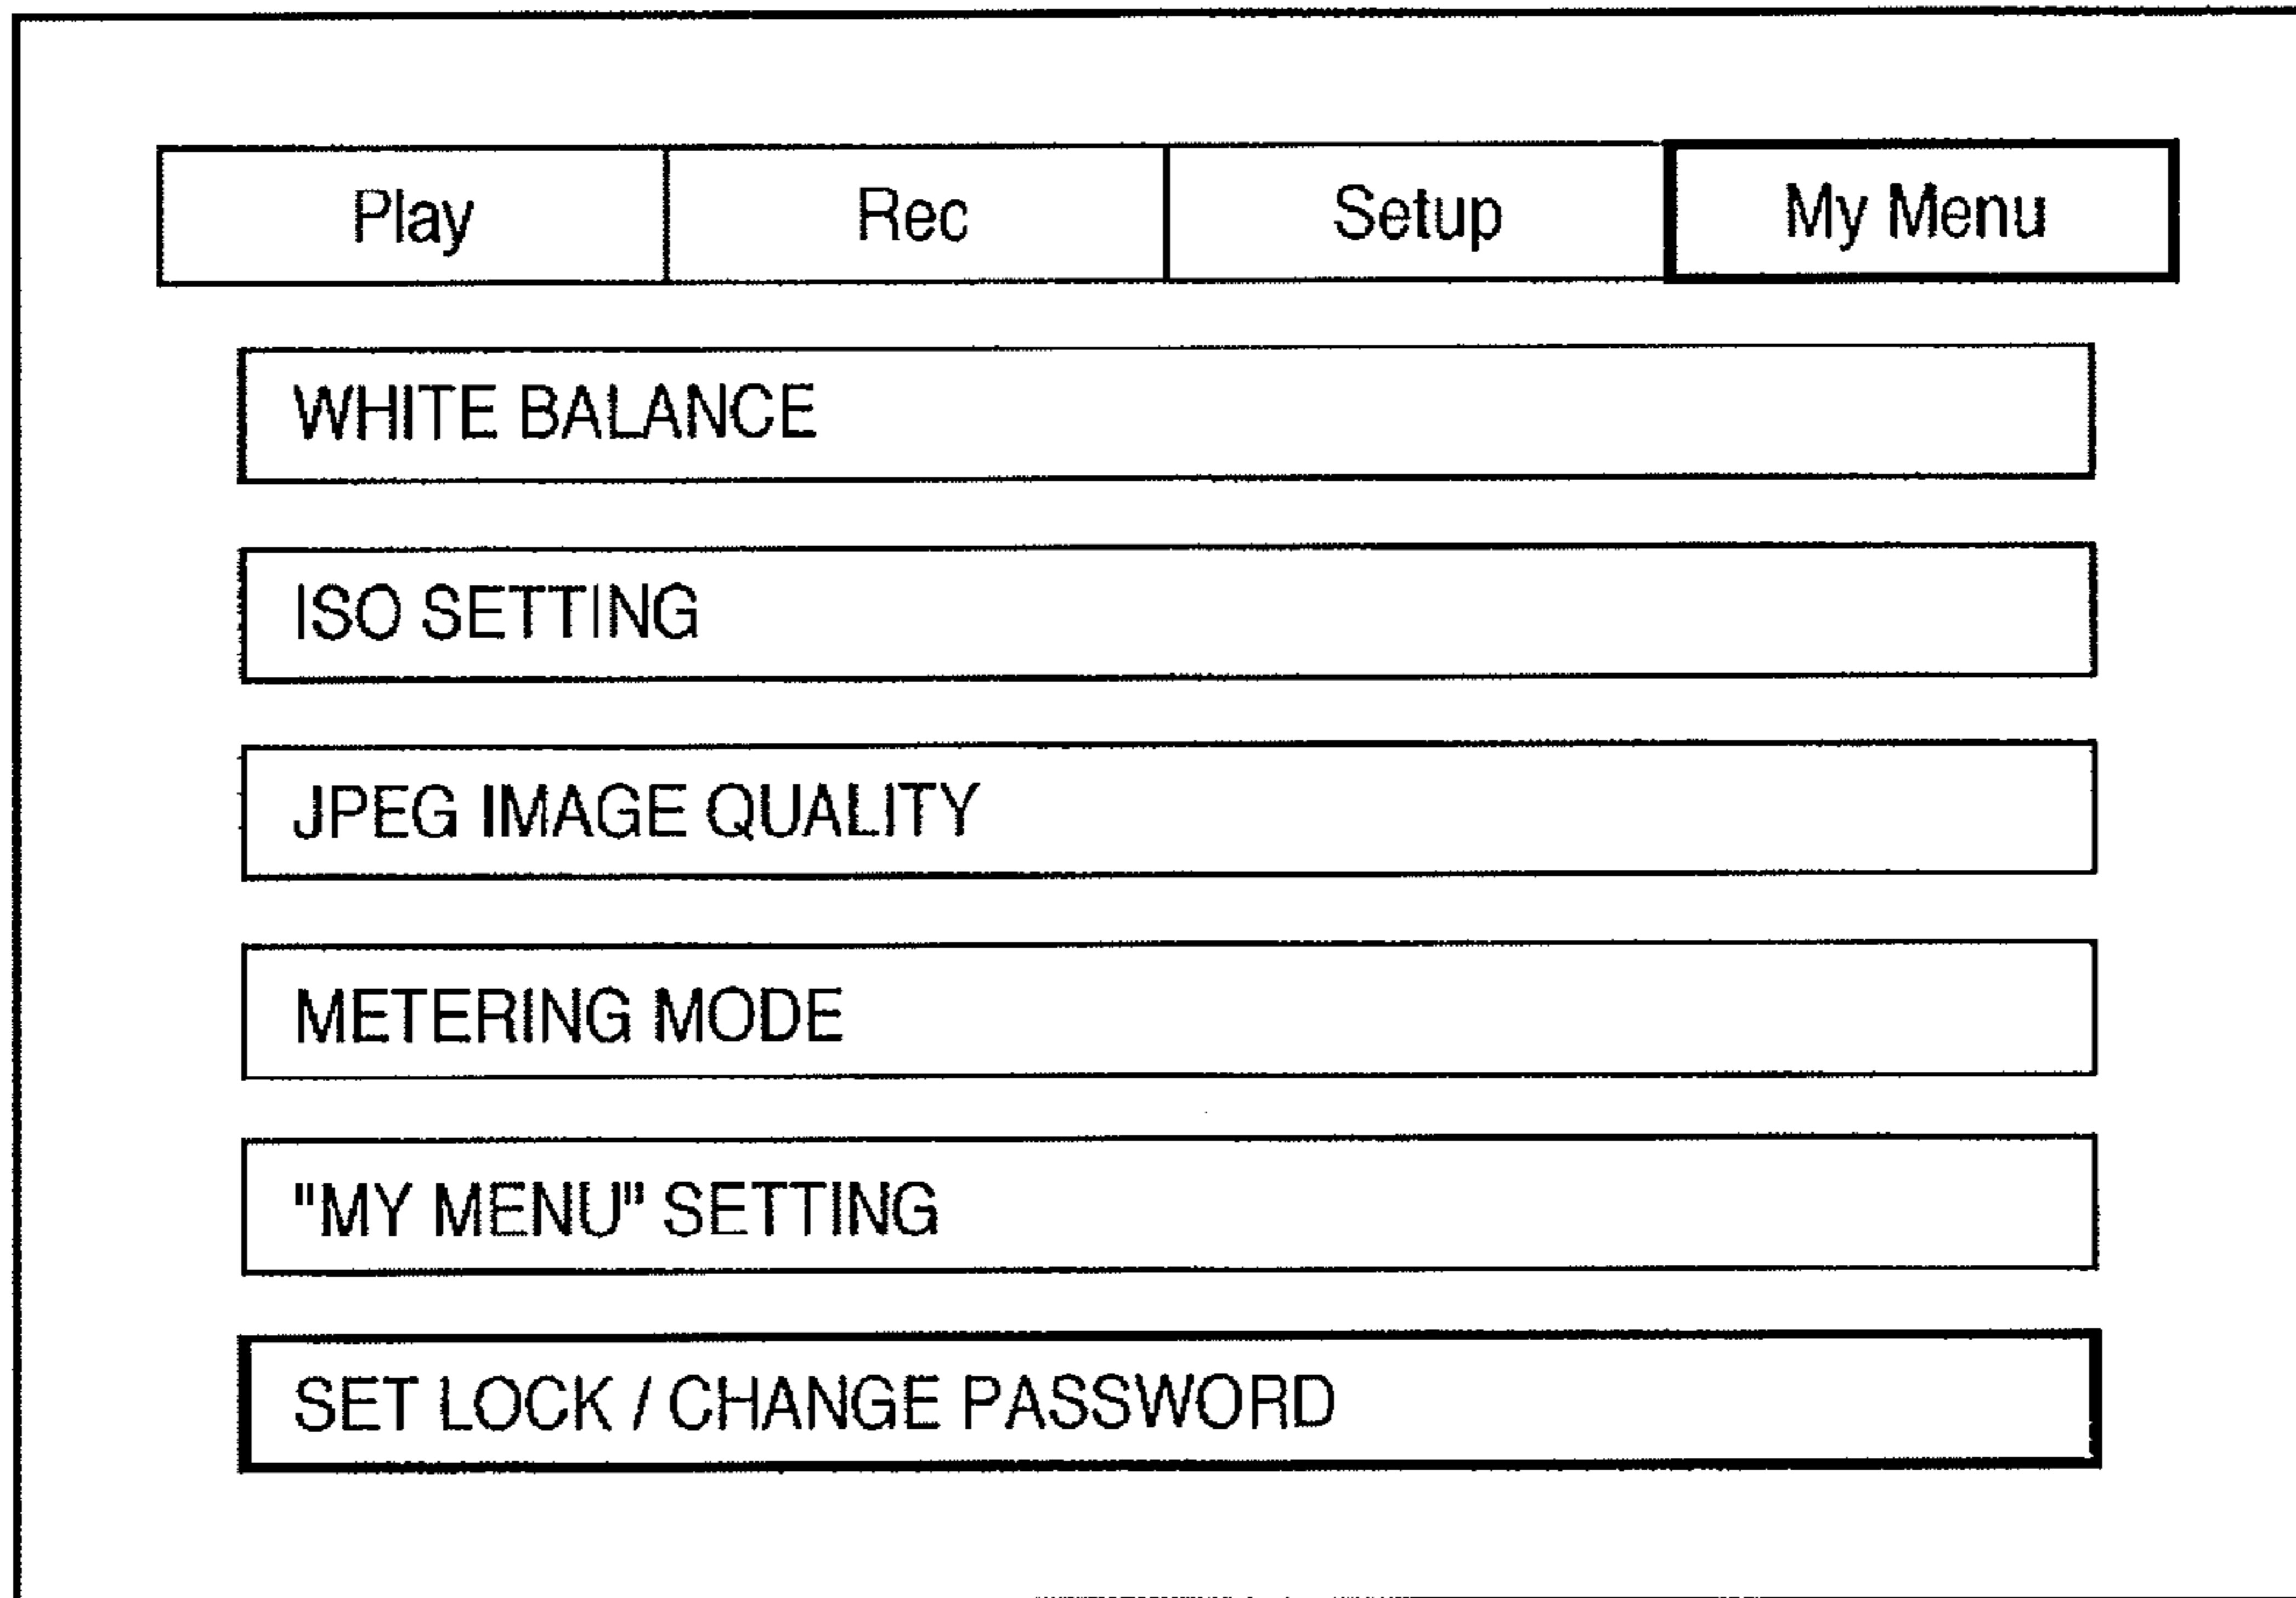 Play Rec Setup My Menu
WHITE BALANCE
ISO SETTING
JPEG IMAGE QUALITY
METERING MODE
"MY MENU" SETTING
SET LOCK / CHANGE PASSWORD